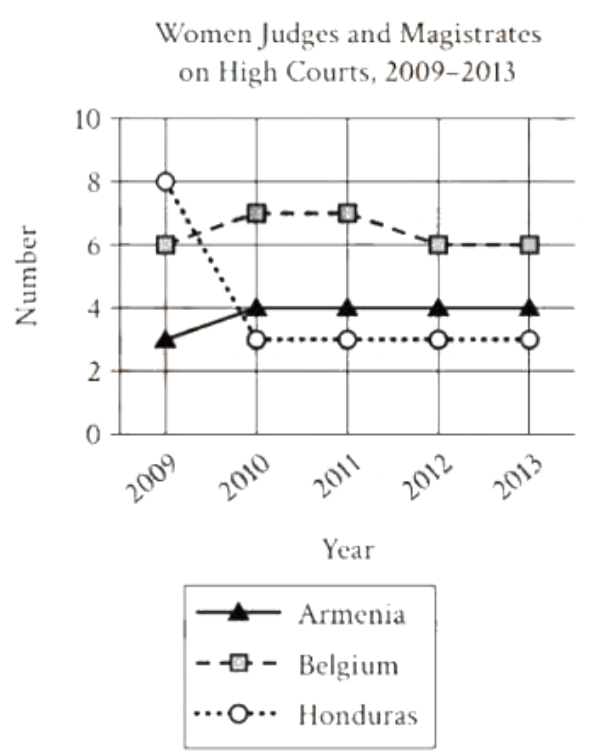 Women Judges and Magistrates
on High Courts, 2009–2013
10
8
6
4
2
0
Number
2009
2010
2011
2012
2013
Year
Armenia
Belgium
Honduras